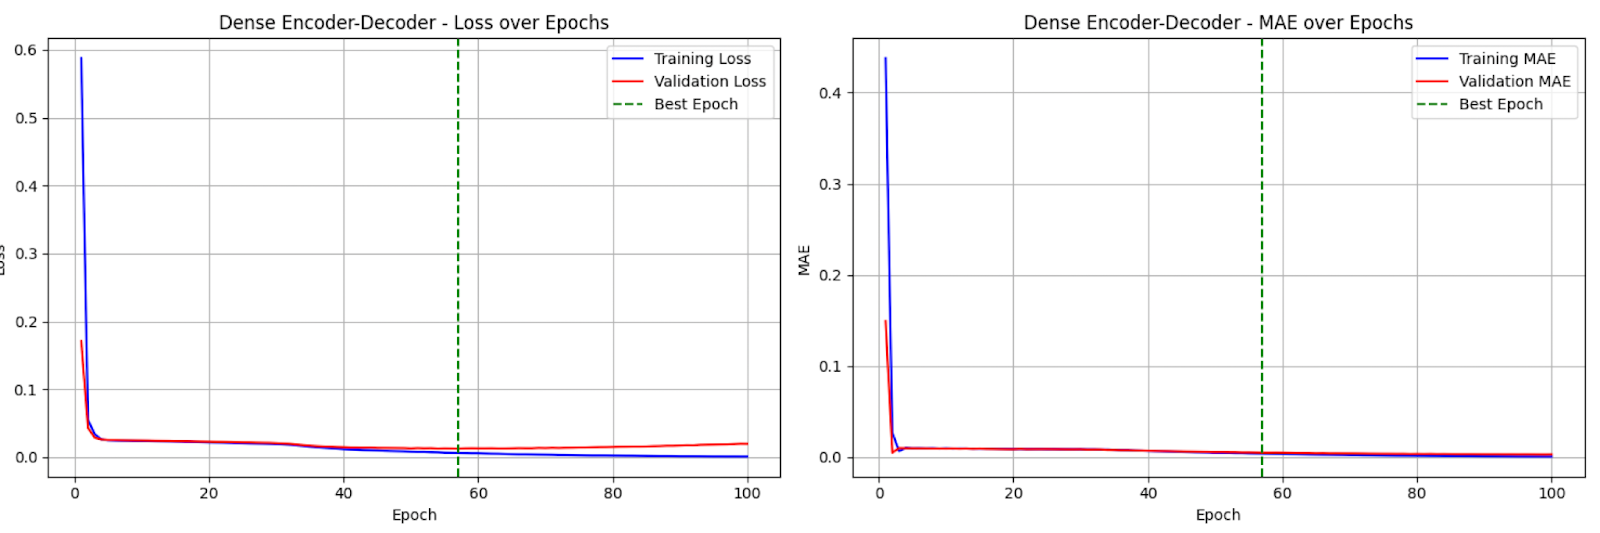 Dense Encoder-Decoder - Loss over Epochs
0.6
0.5
0.4
0.3
0.2
0.1
0.0
Loss
Training Loss
Validation Loss
Best Epoch
0 20 40 60 80 100
Epoch
Dense Encoder-Decoder - MAE over Epochs
0.4
0.3
0.2
0.1
0.0
MAE
Training MAE
Validation MAE
Best Epoch
0 20 40 60 80 100
Epoch